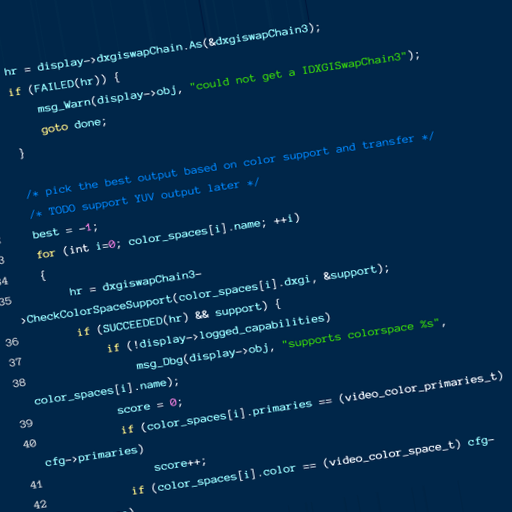 hr = display->dxgiswapChain.As(&dxgiswapChain3);
if (FAILED(hr)) {
msg_Warn(display->obj, "could not get a IDXGISwapChain3");
goto done;
}
/* pick the best output based on color support and transfer */
/* TODO support YUV output later */
best = -1;
for (int i=0; color_spaces[i].name; ++i)
{
35 hr = dxgiswapChain3-
>CheckColorSpaceSupport(color_spaces[i].dxgi, &support);
36 if (SUCCEEDED(hr) && support) {
37 if (!display->logged_capabilities)
38 msg_Dbg(display->obj, "supports colorspace %s",
color_spaces[i].name);
39 score = 0;
40 if (color_spaces[i].primaries == (video_color_primaries_t)
cfg->primaries)
41 score++;
42 if (color_spaces[i].color == (video_color_space_t) cfg-